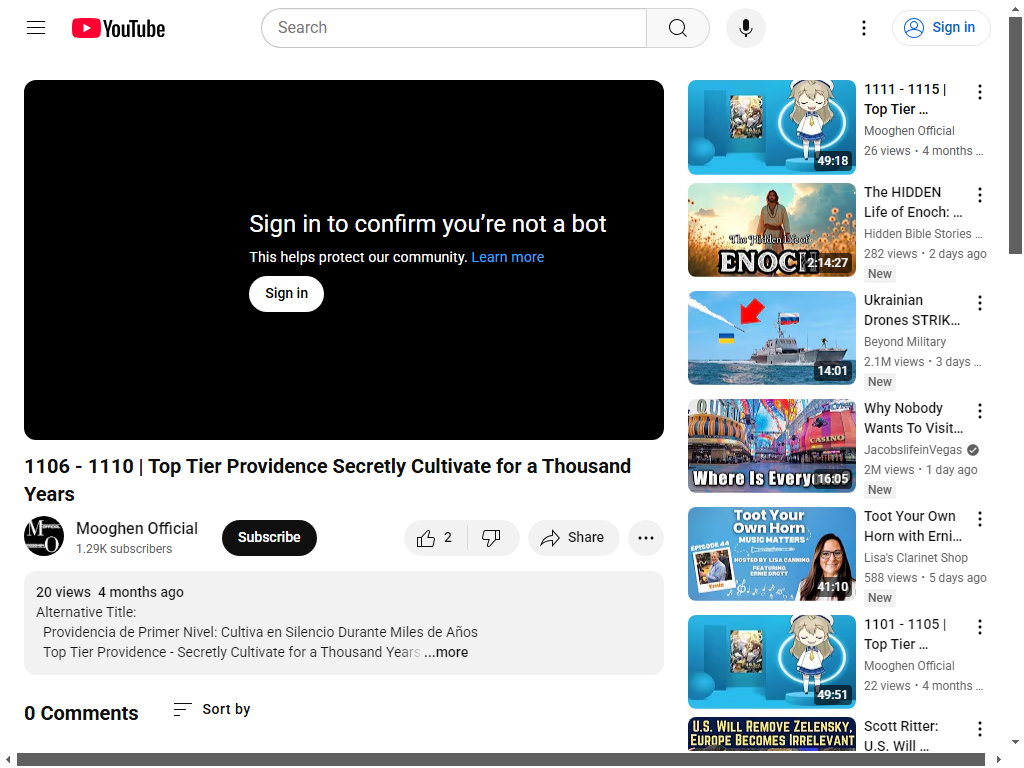 YouTube
Search
Sign in
Sign in to confirm you’re not a bot
This helps protect our community. Learn more
Sign in
1106 - 1110 | Top Tier Providence Secretly Cultivate for a Thousand
Years
Mooghen Official
1.29K subscribers
Subscribe
2
Share
20 views 4 months ago
Alternative Title:
Providencia de Primer Nivel: Cultiva en Silencio Durante Miles de Años
Top Tier Providence - Secretly Cultivate for a Thousand Years ...more
0 Comments
Sort by
49:18
1111 - 1115 |
Top Tier ...
Mooghen Official
26 views • 4 months ...
The Hidden Life of
ENOCH
2:14:27
The HIDDEN
Life of Enoch: ...
Hidden Bible Stories ...
282 views • 2 days ago
New
14:01
Ukrainian
Drones STRIK...
Beyond Military
2.1M views • 3 days ...
New
CASINO
Where Is Every
16:05
Why Nobody
Wants To Visit...
JacobslifeinVegas
2M views • 1 day ago
New
Toot Your
Own Horn
MUSIC MATTERS
EPISODE 44
HOSTED BY LISA CANNING
FEATURING
ERNIE DROTT
Ernie
41:10
Toot Your Own
Horn with Erni...
Lisa's Clarinet Shop
588 views • 5 days ago
New
49:51
1101 - 1105 |
Top Tier ...
Mooghen Official
22 views • 4 months ...
U.S. WILL REMOVE ZELENSKY,
EUROPE BECOMES IRRELEVANT
Scott Ritter:
U.S. Will ...